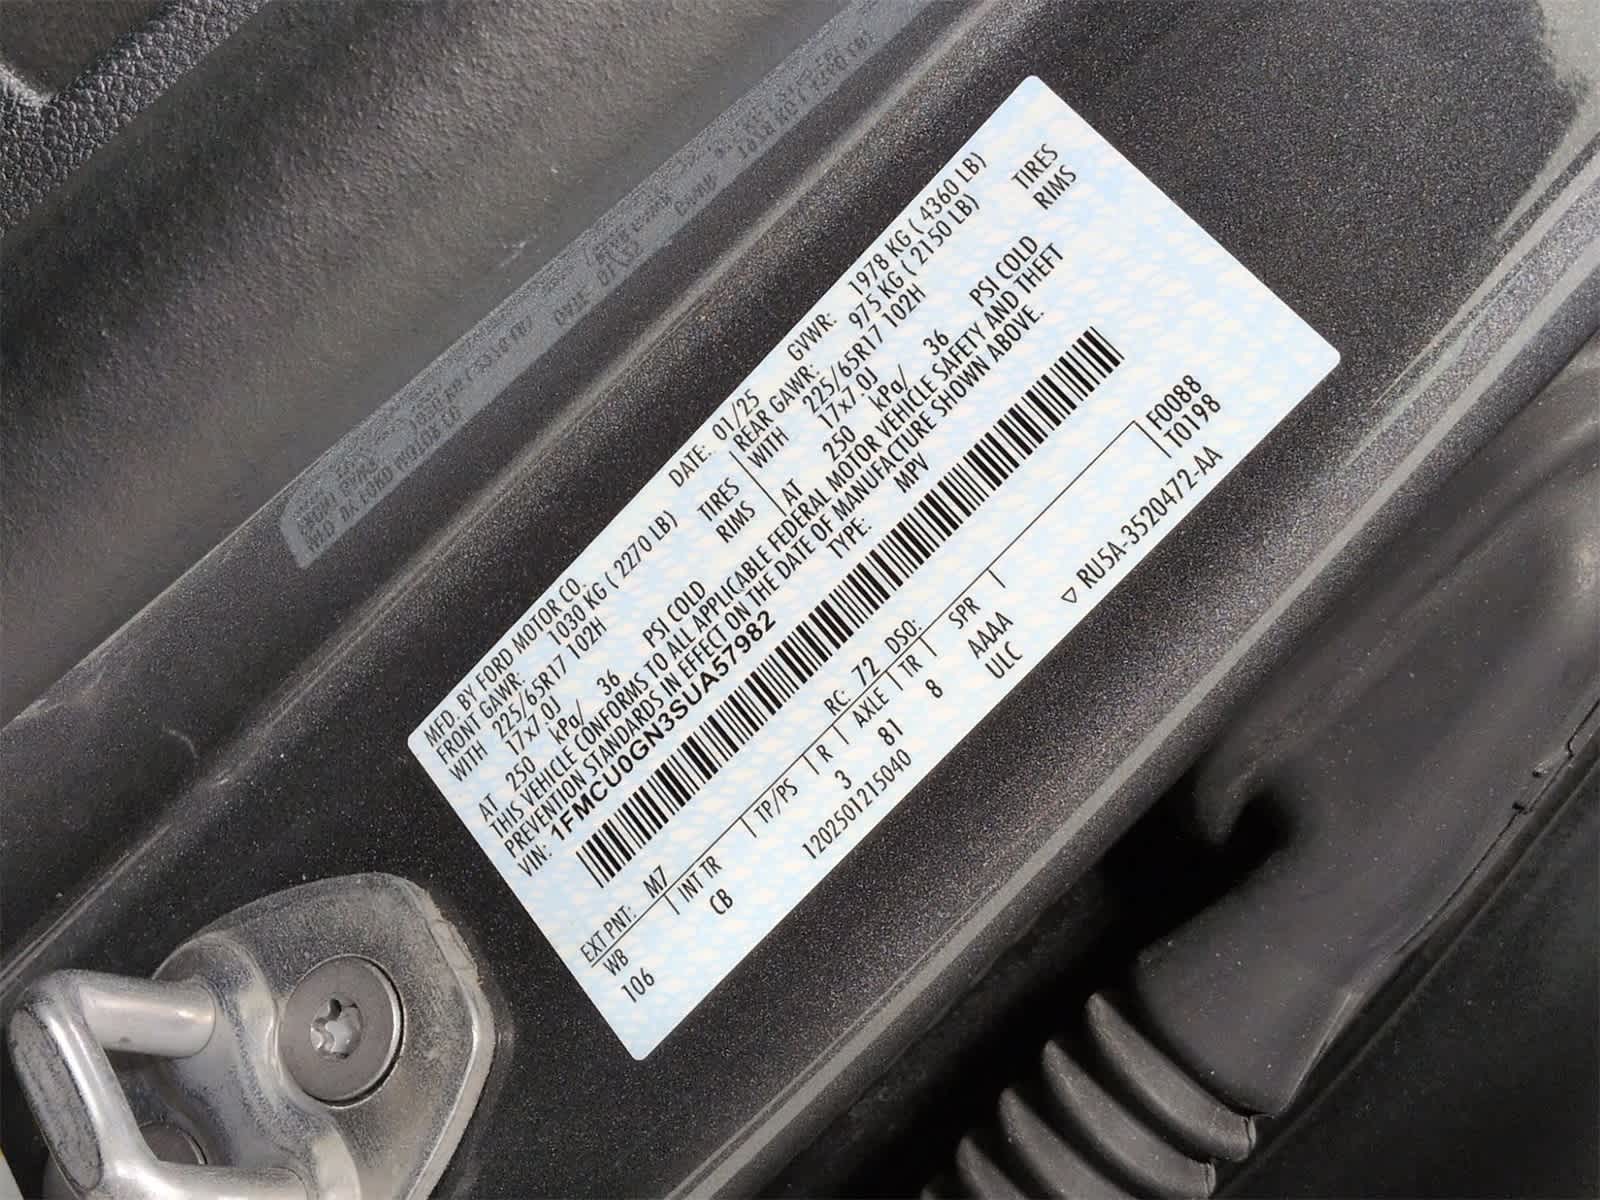 MFD. BY FORD MOTOR CO. DATE: 01/25 GVWR: 1978 KG ( 4360 LB)
FRONT GAWR: 1030 KG ( 2270 LB) REAR GAWR: 975 KG ( 2150 LB)
WITH 225/65R17 102H TIRES WITH 225/65R17 102H TIRES
17x7.0J RIMS 17x7.0J RIMS
AT 250 kPa/ 36 PSI COLD AT 250 kPa/ 36 PSI COLD
THIS VEHICLE CONFORMS TO ALL APPLICABLE FEDERAL MOTOR VEHICLE SAFETY AND THEFT
PREVENTION STANDARDS IN EFFECT ON THE DATE OF MANUFACTURE SHOWN ABOVE.
VIN: 1FMCU0GN3SUA57982 TYPE: MPV
EXT PNT: M7 RC: 72 DSO: F0088
WB INT TR TP/PS R AXLE TR SPR T0198
106 CB 3 81 8 AAAA
ULC
1202501215040 ▽ RU5A-3520472-AA